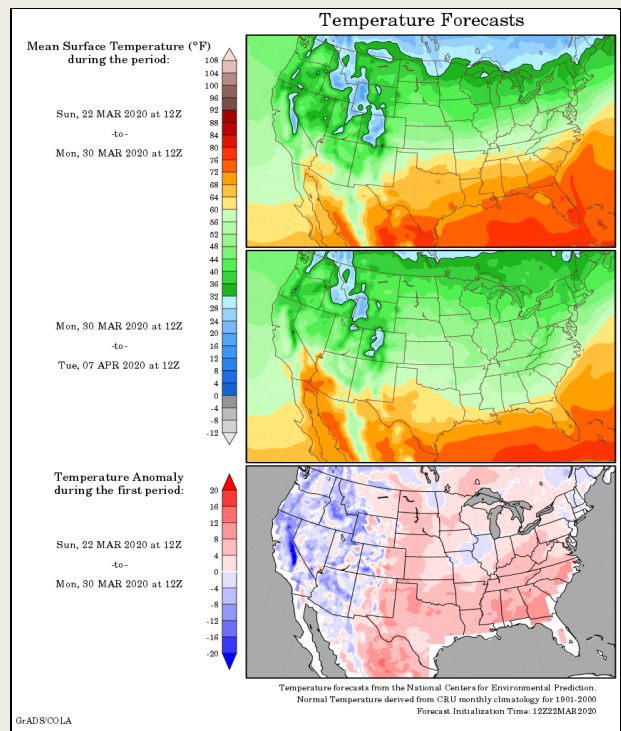 Temperature Forecasts
Mean Surface Temperature (°F)
during the period:
Sun, 22 MAR 2020 at 12Z
-to-
Mon, 30 MAR 2020 at 12Z
108
104
100
96
92
88
84
80
76
72
68
64
60
56
52
48
44
40
36
32
28
24
20
16
12
8
4
0
-4
-8
-12
Mon, 30 MAR 2020 at 12Z
-to-
Tue, 07 APR 2020 at 12Z
Temperature Anomaly
during the first period:
Sun, 22 MAR 2020 at 12Z
-to-
Mon, 30 MAR 2020 at 12Z
20
16
12
8
4
0
-4
-8
-12
-16
-20
Temperature forecasts from the National Centers for Environmental Prediction.
Normal Temperature derived from CRU monthly climatology for 1901-2000
Forecast Initialization Time: 12Z22MAR2020
GrADS/COLA